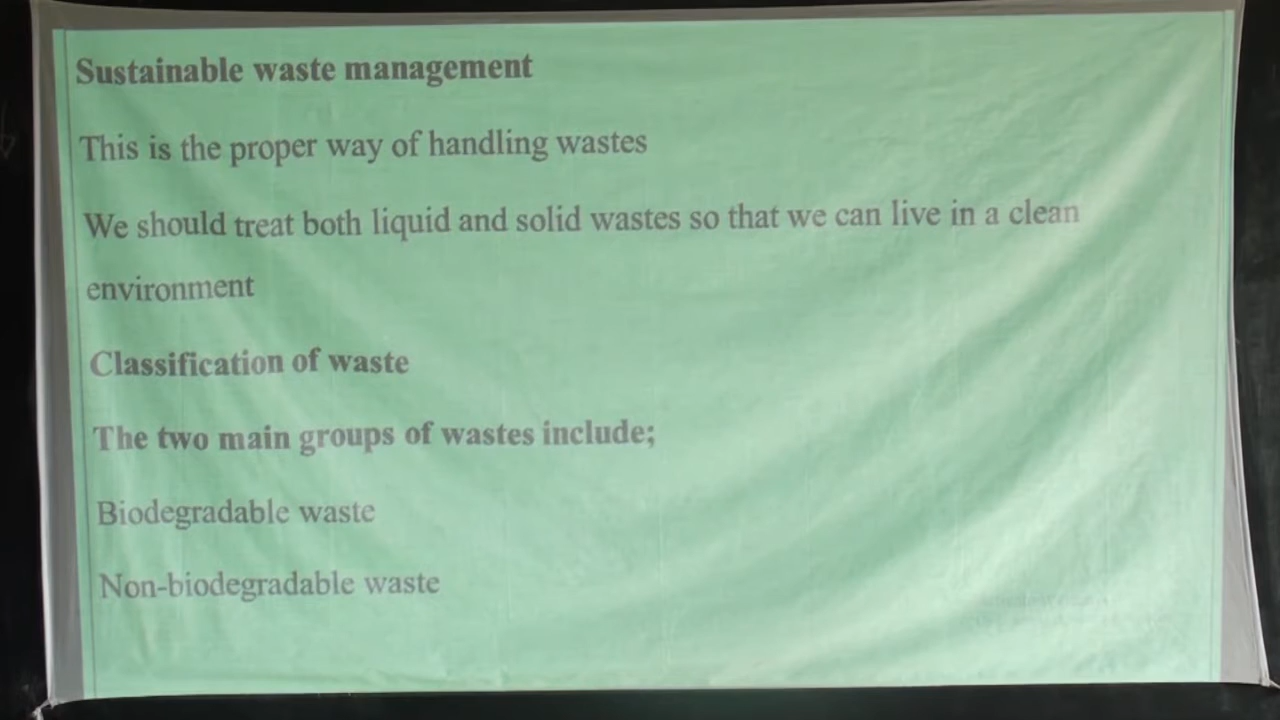 Sustainable waste management
This is the proper way of handling wastes
We should treat both liquid and solid wastes so that we can live in a clean
environment
Classification of waste
The two main groups of wastes include;
Biodegradable waste
Non-biodegradable waste